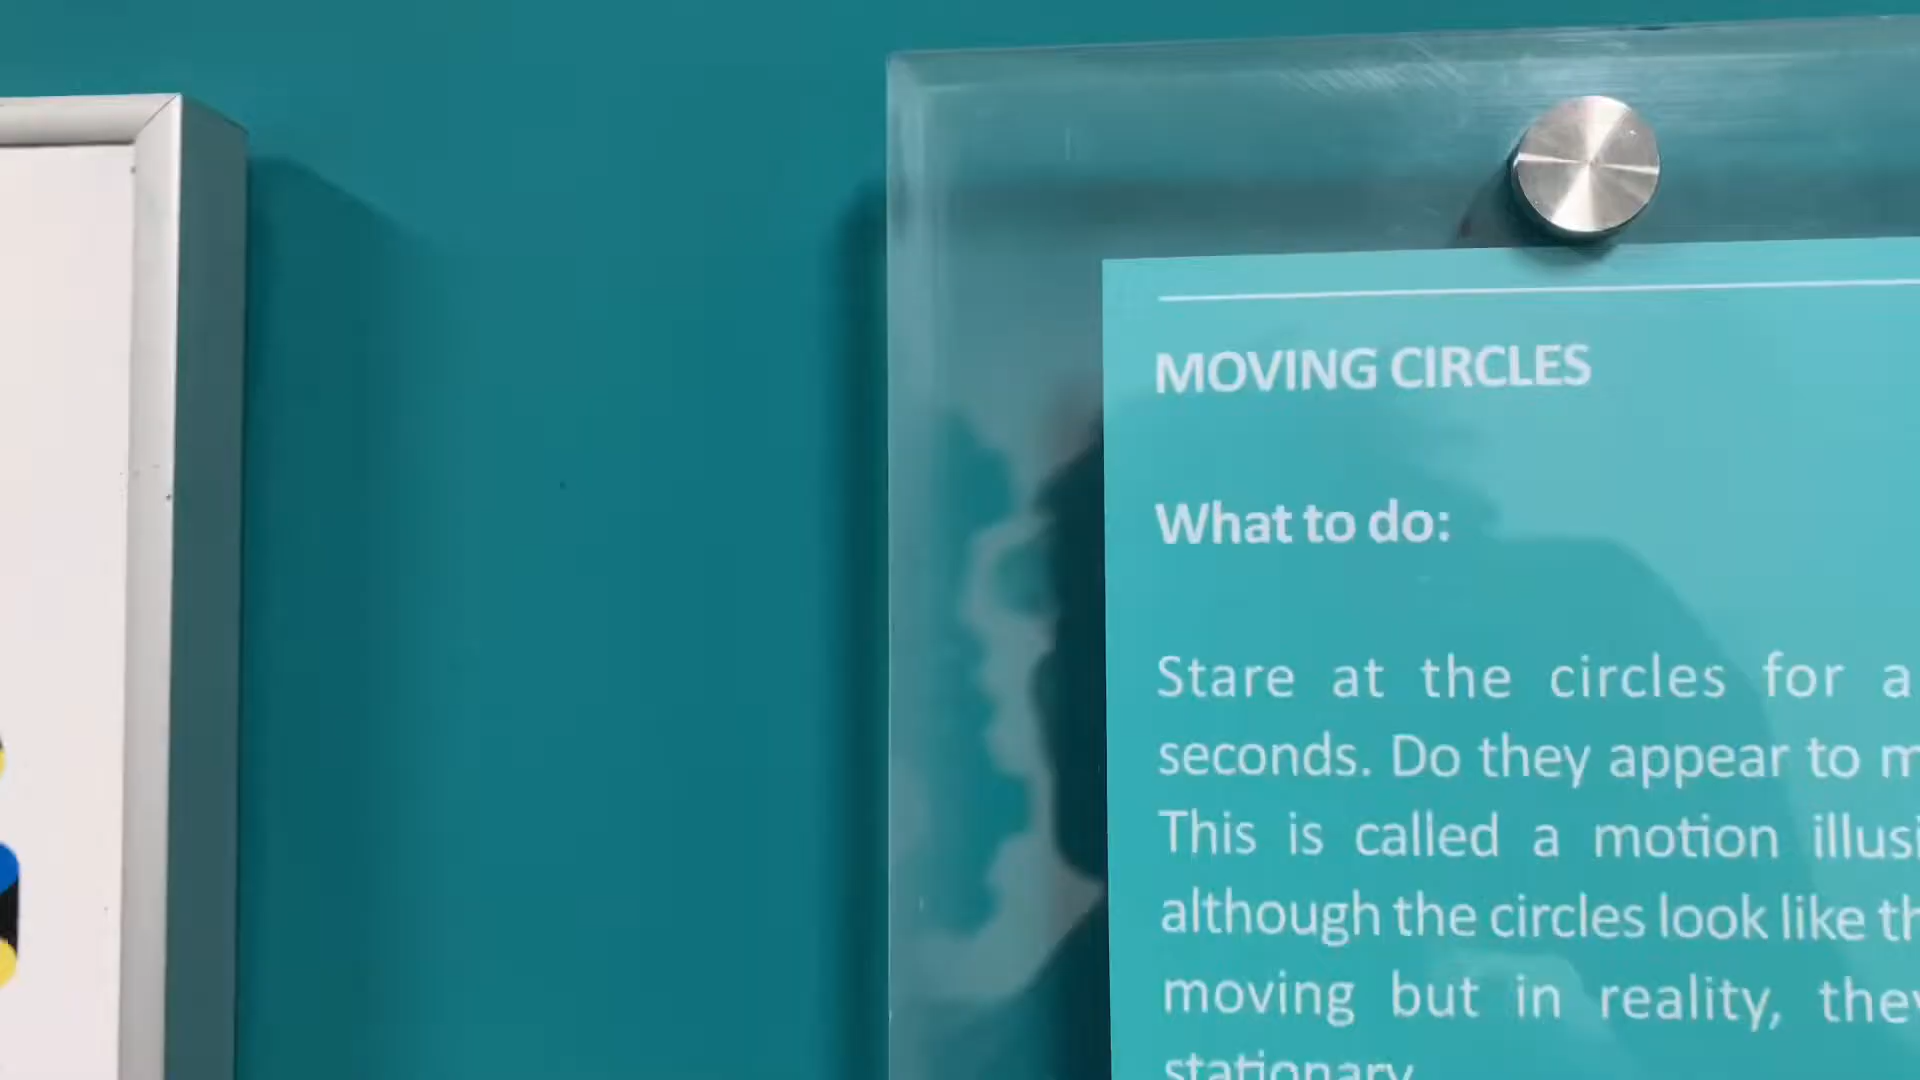 MOVING CIRCLES
What to do:
Stare at the circles for a
seconds. Do they appear to
This is called a motion
although the circles look like
moving but in reality,
stationary